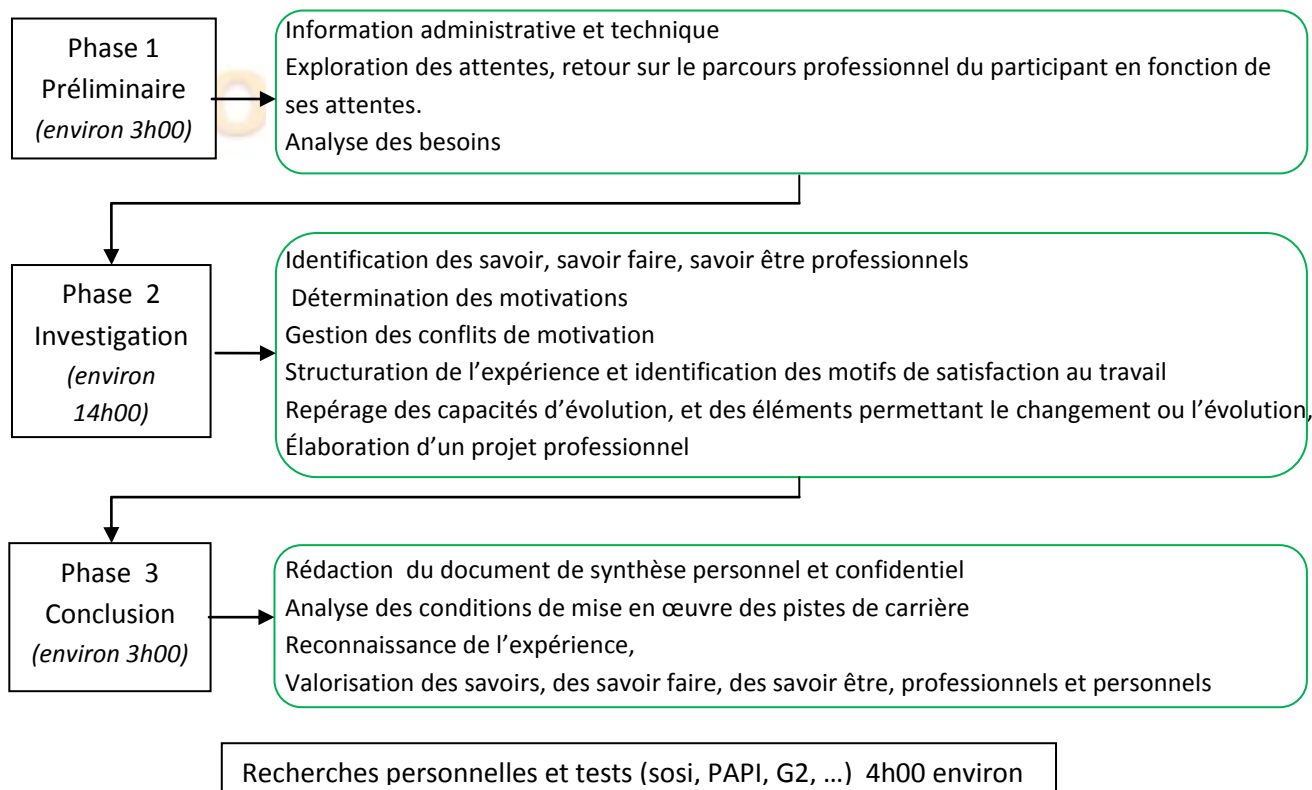 Phase 1
Préliminaire
(environ 3h00)
Information administrative et technique
Exploration des attentes, retour sur le parcours professionnel du participant en fonction de
ses attentes.
Analyse des besoins
Phase 2
Investigation
(environ
14h00)
Identification des savoir, savoir faire, savoir être professionnels
Détermination des motivations
Gestion des conflits de motivation
Structuration de l’expérience et identification des motifs de satisfaction au travail
Repérage des capacités d’évolution, et des éléments permettant le changement ou l’évolution,
Élaboration d’un projet professionnel
Phase 3
Conclusion
(environ 3h00)
Rédaction du document de synthèse personnel et confidentiel
Analyse des conditions de mise en œuvre des pistes de carrière
Reconnaissance de l’expérience,
Valorisation des savoirs, des savoir faire, des savoir être, professionnels et personnels
Recherches personnelles et tests (sosi, PAPI, G2, …) 4h00 environ